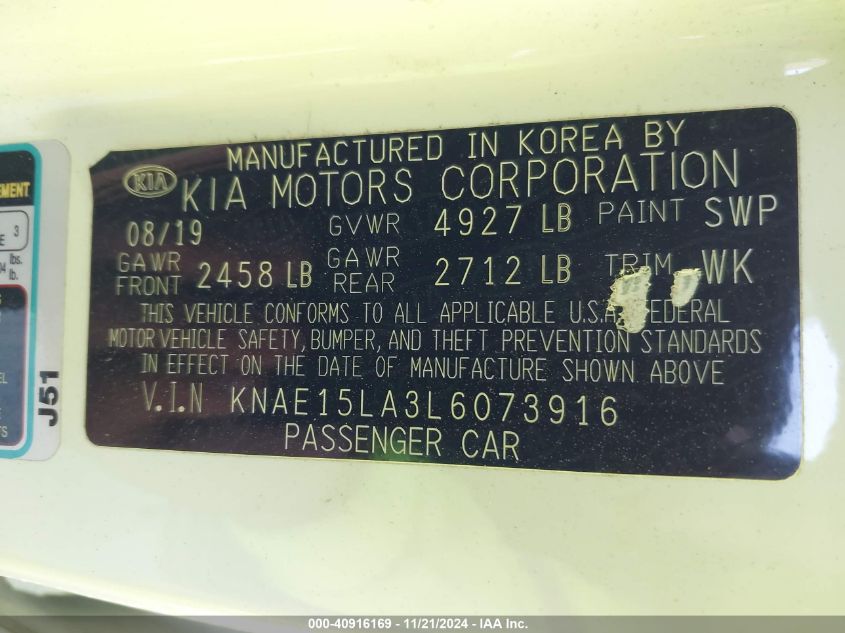 MANUFACTURED IN KOREA BY
KIA KIA MOTORS CORPORATION
08/19 GVWR 4927 LB PAINT SWP
GAWR FRONT 2458 LB GAWR REAR 2712 LB TRIM WK
THIS VEHICLE CONFORMS TO ALL APPLICABLE U.S.A. FEDERAL
MOTOR VEHICLE SAFETY, BUMPER, AND THEFT PREVENTION STANDARDS
IN EFFECT ON THE DATE OF MANUFACTURE SHOWN ABOVE
V.I.N KNAE15LA3L6073916
PASSENGER CAR
3
lbs.
lb.
J51
000-40916169 - 11/21/2024 - IAA Inc.